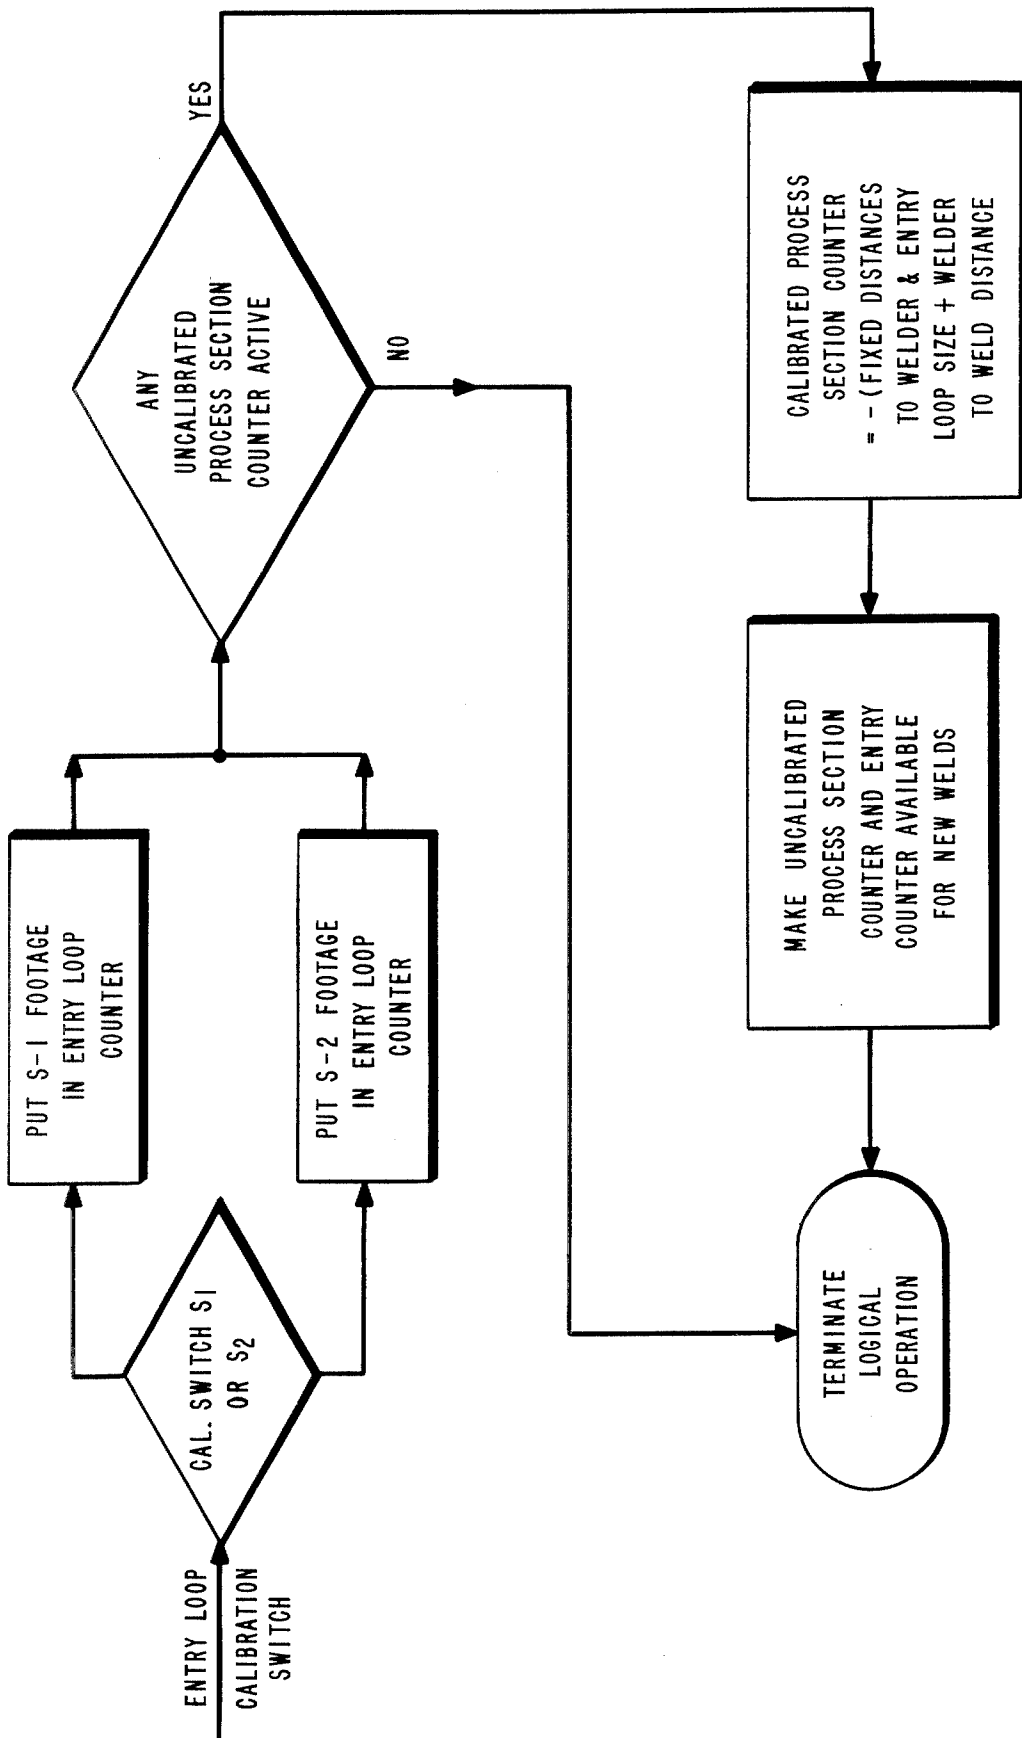 ENTRY LOOP
CALIBRATION
SWITCH
CAL. SWITCH S1
OR S2
PUT S-1 FOOTAGE
IN ENTRY LOOP
COUNTER
PUT S-2 FOOTAGE
IN ENTRY LOOP
COUNTER
ANY
UNCALIBRATED
PROCESS SECTION
COUNTER ACTIVE
YES
NO
CALIBRATED PROCESS
SECTION COUNTER
= - (FIXED DISTANCES
TO WELDER & ENTRY
LOOP SIZE + WELDER
TO WELD DISTANCE
MAKE UNCALIBRATED
PROCESS SECTION
COUNTER AND ENTRY
COUNTER AVAILABLE
FOR NEW WELDS
TERMINATE
LOGICAL
OPERATION